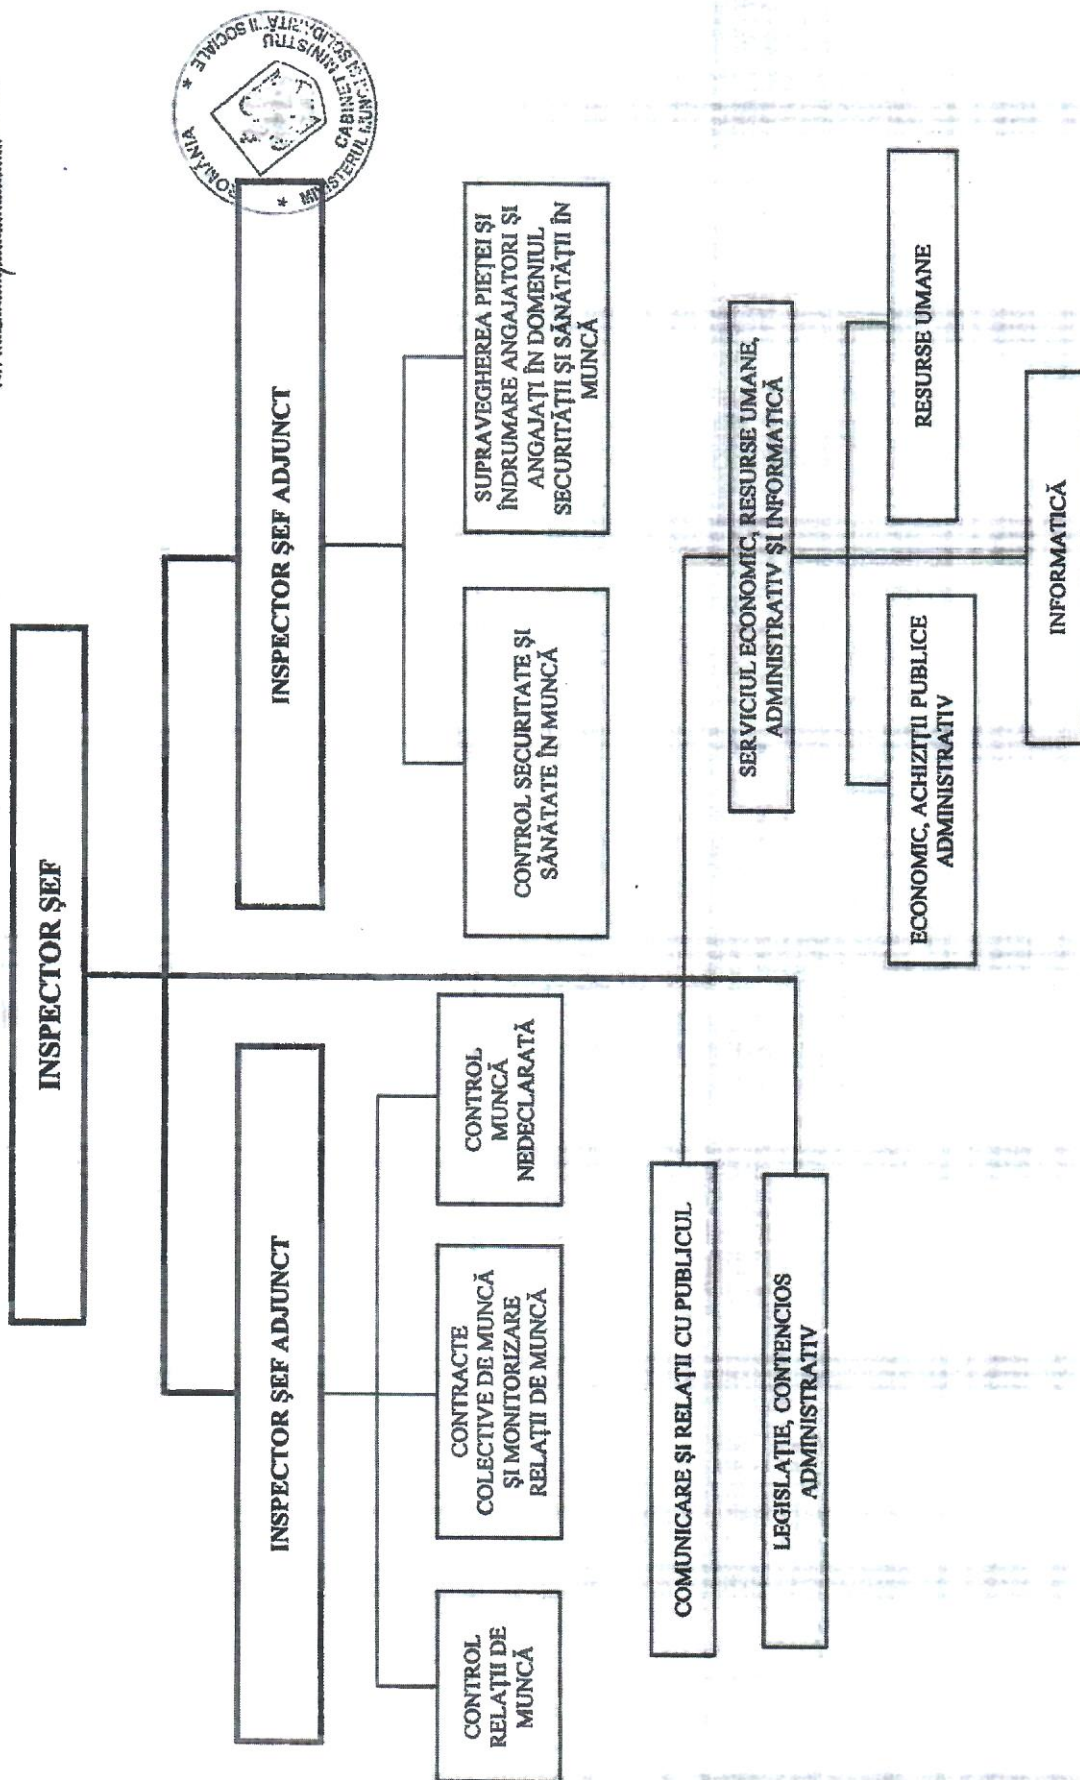 ROMÂNIA * MINISTERUL MUNCII ȘI SOLIDARITĂȚII SOCIALE *
CABINET MINISTRU
INSPECTOR ŞEF
INSPECTOR ŞEF ADJUNCT
INSPECTOR ŞEF ADJUNCT
CONTROL
RELAŢII DE
MUNCĂ
CONTRACTE
COLECTIVE DE MUNCĂ
ŞI MONITORIZARE
RELAŢII DE MUNCĂ
CONTROL
MUNCĂ
NEDECLARATĂ
CONTROL SECURITATE ŞI
SĂNĂTATE ÎN MUNCĂ
SUPRAVEGHEREA PIEŢEI ŞI
ÎNDRUMARE ANGAJATORI ŞI
ANGAJAŢI ÎN DOMENIUL
SECURITĂŢII ŞI SĂNĂTĂŢII ÎN
MUNCĂ
COMUNICARE ŞI RELAŢII CU PUBLICUL
LEGISLAŢIE, CONTENCIOS
ADMINISTRATIV
SERVICIUL ECONOMIC, RESURSE UMANE,
ADMINISTRATIV ŞI INFORMATICĂ
ECONOMIC, ACHIZIŢII PUBLICE
ADMINISTRATIV
RESURSE UMANE
INFORMATICĂ